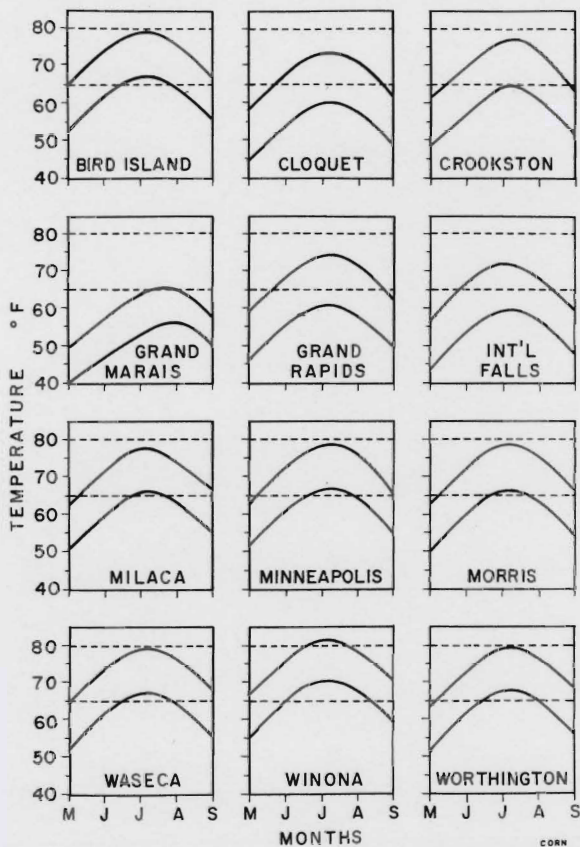 80
70
60
50
40
BIRD ISLAND
CLOQUET
CROOKSTON
80
70
60
50
40
GRAND
MARAIS
GRAND
RAPIDS
INT'L
FALLS
TEMPERATURE °F
80
70
60
50
40
MILACA
MINNEAPOLIS
MORRIS
80
70
60
50
40
WASECA
WINONA
WORTHINGTON
M J J A S
M J J A S
M J J A S
MONTHS
CORN